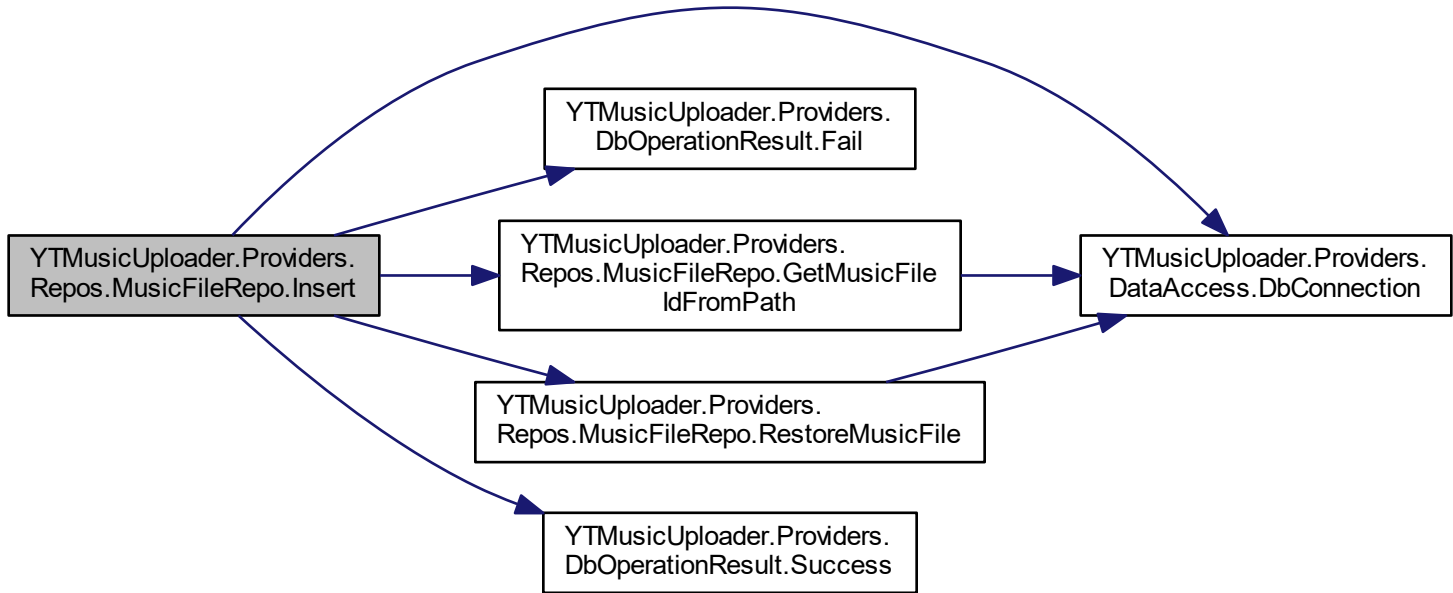 YTMusicUploader.Providers.
Repos.MusicFileRepo.Insert
YTMusicUploader.Providers.
DbOperationResult.Fail
YTMusicUploader.Providers.
Repos.MusicFileRepo.GetMusicFile
IdFromPath
YTMusicUploader.Providers.
Repos.MusicFileRepo.RestoreMusicFile
YTMusicUploader.Providers.
DbOperationResult.Success
YTMusicUploader.Providers.
DataAccess.DbConnection